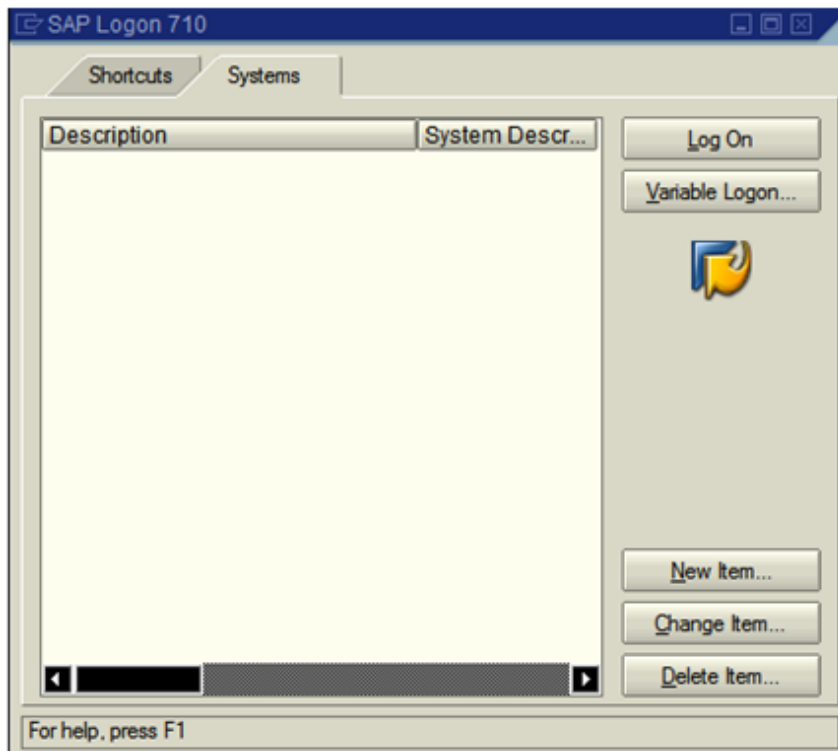 SAP Logon 710
Shortcuts Systems
Description System Descr...
Log On
Variable Logon...
New Item...
Change Item...
Delete Item...
For help, press F1